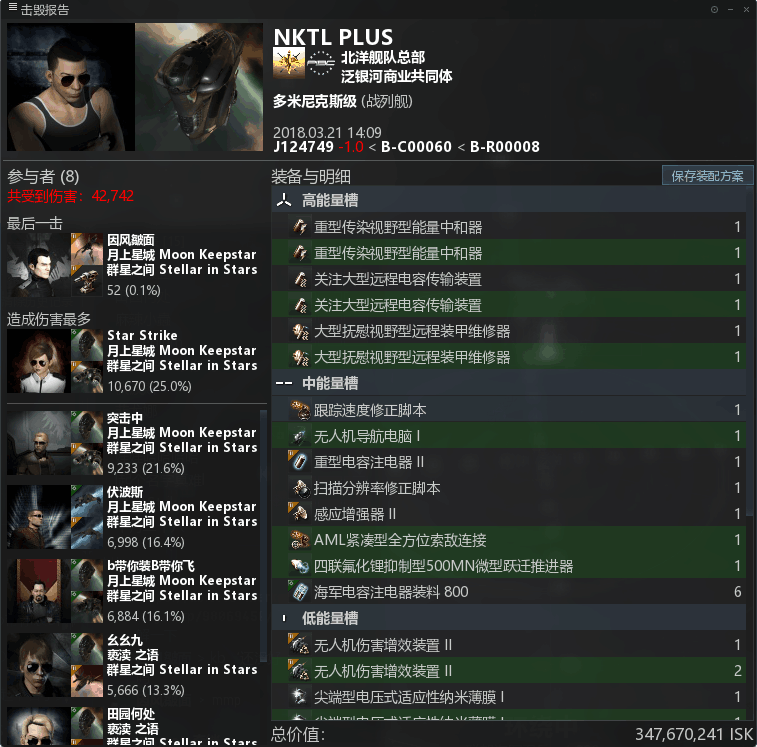 击毁报告
NKTL PLUS
北洋舰队总部
泛银河商业共同体
多米尼克斯级 (战列舰)
2018.03.21 14:09
J124749 -1.0 < B-C00060 < B-R00008
参与者 (8)
共受到伤害：42,742
最后一击
因风皱面
月上星城 Moon Keepstar
群星之间 Stellar in Stars
52 (0.1%)
造成伤害最多
Star Strike
月上星城 Moon Keepstar
群星之间 Stellar in Stars
10,670 (25.0%)
突击中
月上星城 Moon Keepstar
群星之间 Stellar in Stars
9,233 (21.6%)
伏波斯
月上星城 Moon Keepstar
群星之间 Stellar in Stars
6,998 (16.4%)
b带你装B带你飞
月上星城 Moon Keepstar
群星之间 Stellar in Stars
6,884 (16.1%)
幺幺九
亵渎 之语
群星之间 Stellar in Stars
5,666 (13.3%)
田园何处
亵渎 之语
群星之间 Stellar in Stars
装备与明细
保存装配方案
高能量槽
重型传染视野型能量中和器 1
重型传染视野型能量中和器 1
关注大型远程电容传输装置 1
关注大型远程电容传输装置 1
大型抚慰视野型远程装甲维修器 1
大型抚慰视野型远程装甲维修器 1
中能量槽
跟踪速度修正脚本 1
无人机导航电脑 I 1
重型电容注电器 II 1
扫描分辨率修正脚本 1
感应增强器 II 1
AML紧凑型全方位索敌连接 1
四联氟化锂抑制型500MN微型跃迁推进器 1
海军电容注电器装料 800 6
低能量槽
无人机伤害增效装置 II 1
无人机伤害增效装置 II 2
尖端型电压式适应性纳米薄膜 I 1
尖端型电压式适应性纳米薄膜 I 1
总价值： 347,670,241 ISK